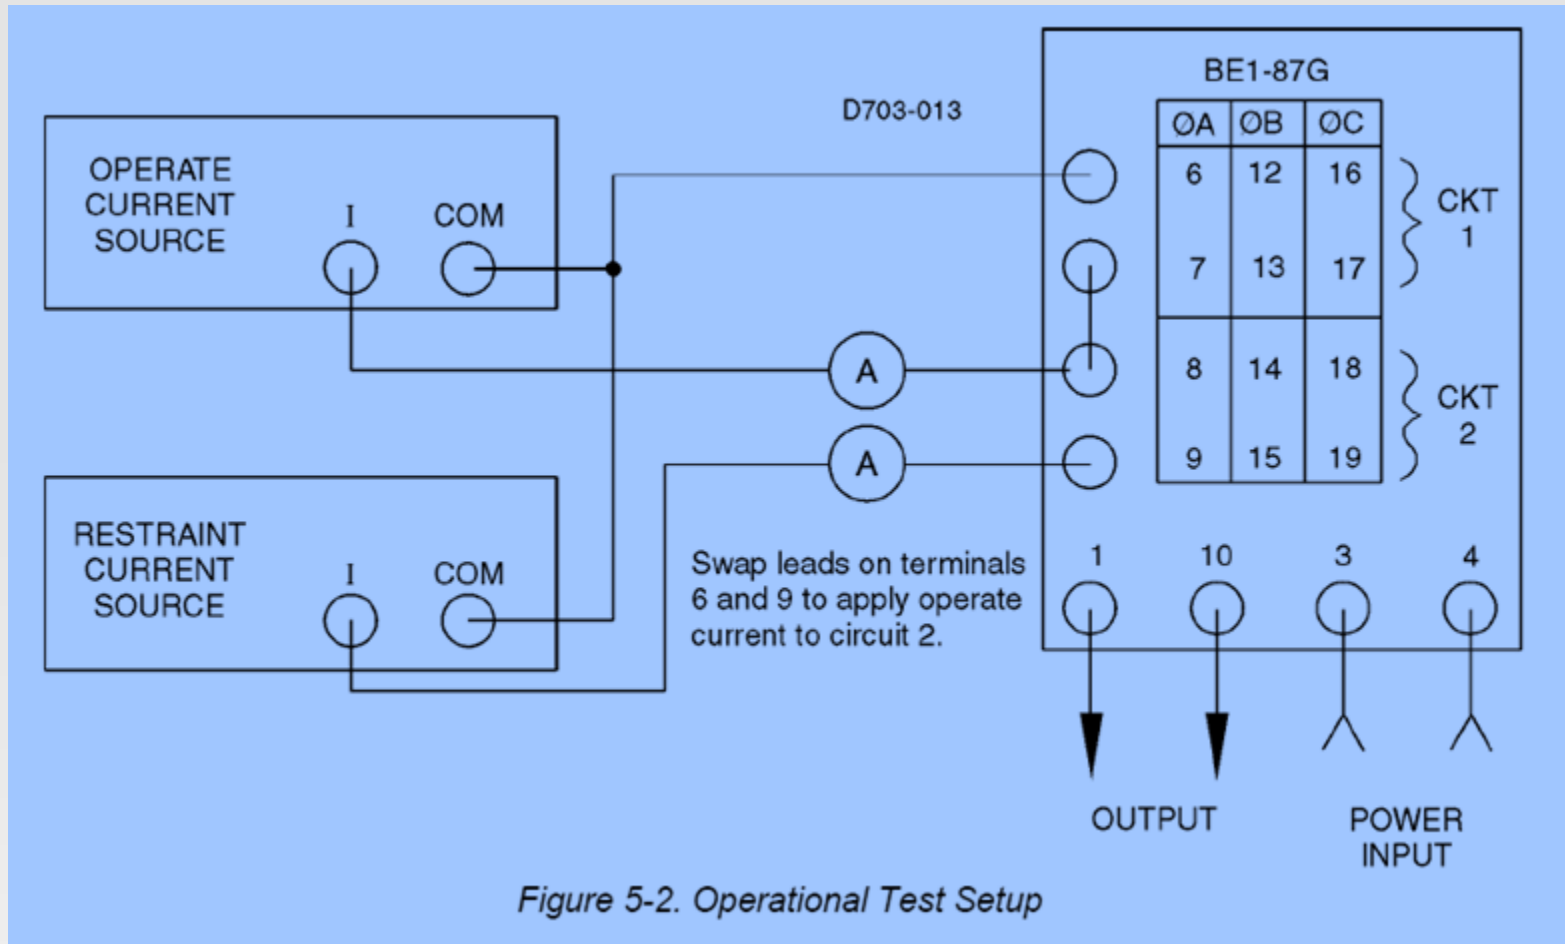 BE1-87G
D703-013
ØA ØB ØC
6 12 16
7 13 17
CKT
1
8 14 18
9 15 19
CKT
2
OPERATE
CURRENT
SOURCE
I COM
A
A
RESTRAINT
CURRENT
SOURCE
I COM
Swap leads on terminals
6 and 9 to apply operate
current to circuit 2.
1 10 3 4
OUTPUT
POWER
INPUT
Figure 5-2. Operational Test Setup